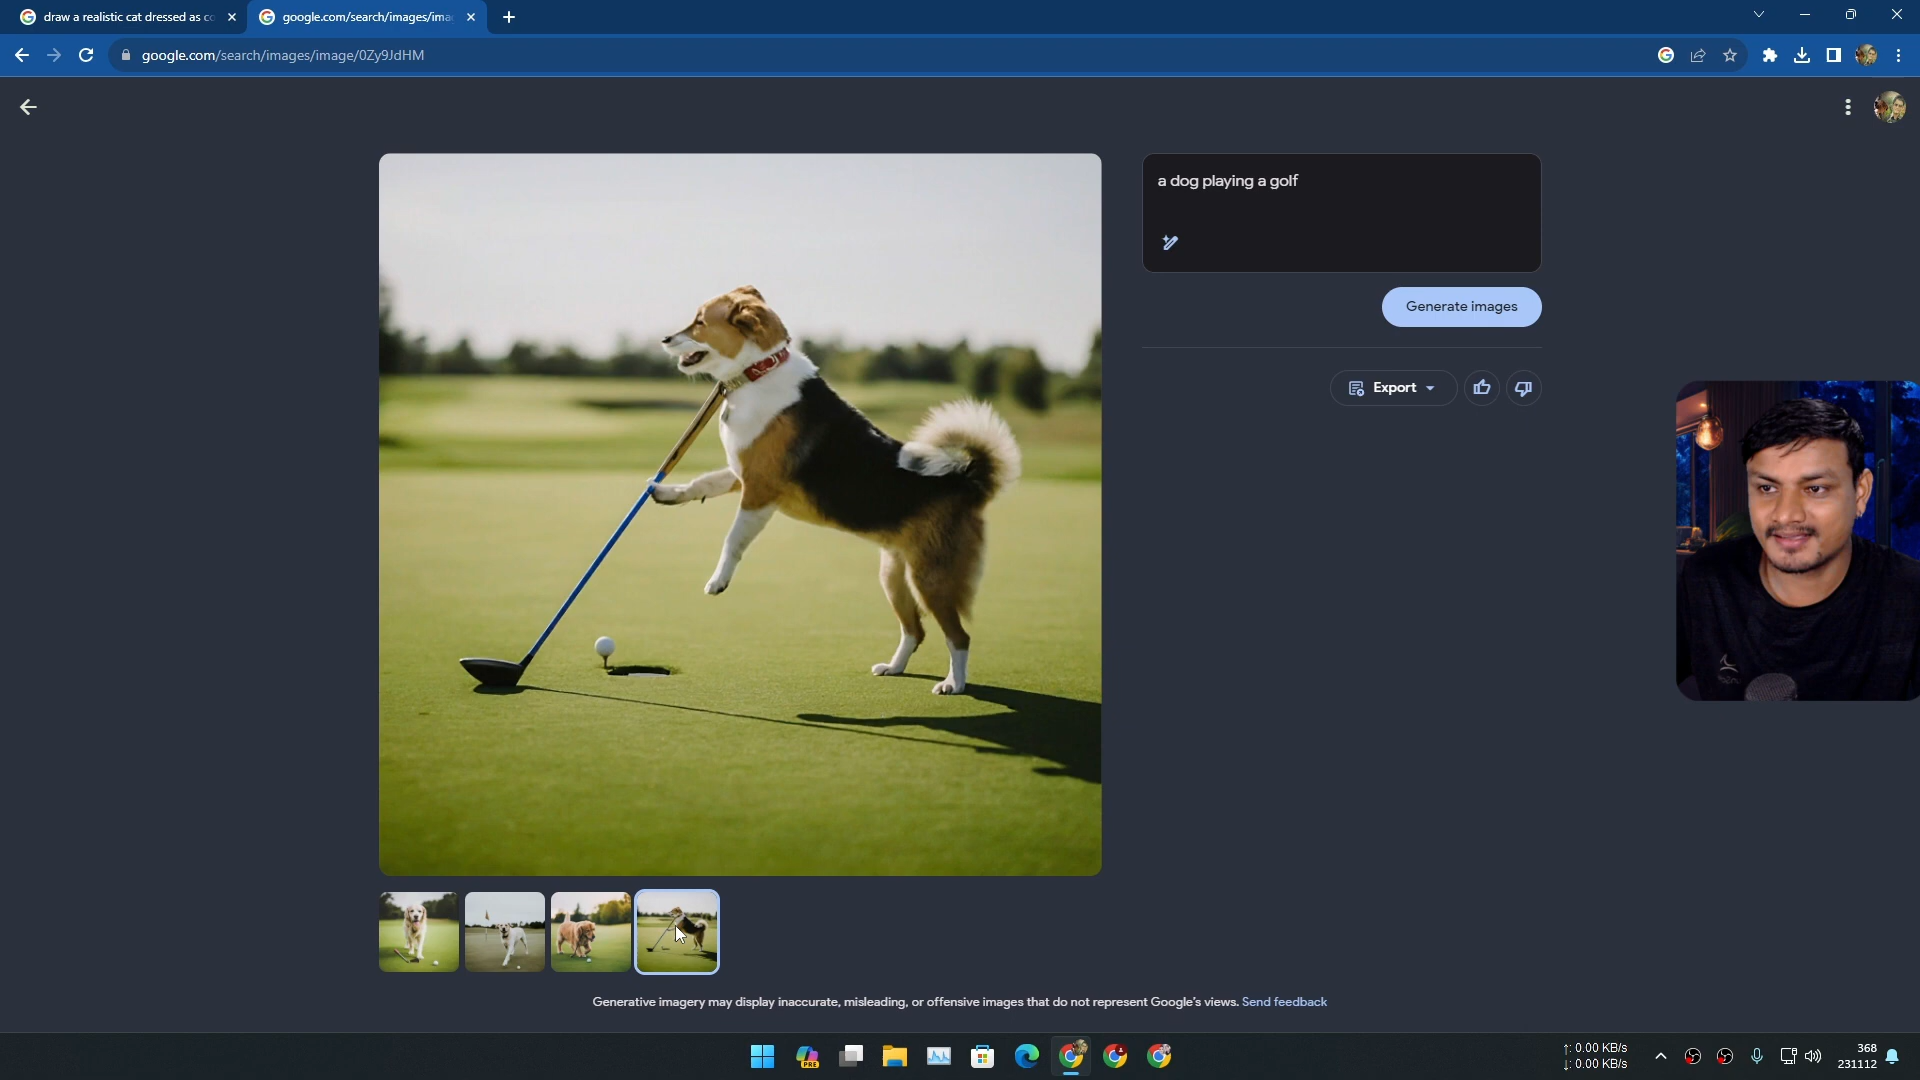 draw a realistic cat dressed as co
google.com/search/images/ima
google.com/search/images/image/0Zy9JdHM
a dog playing a golf
Generate images
Export
Generative imagery may display inaccurate, misleading, or offensive images that do not represent Google's views. Send feedback
PRE
↑: 0.00 KB/s
↓: 0.00 KB/s
368
231112